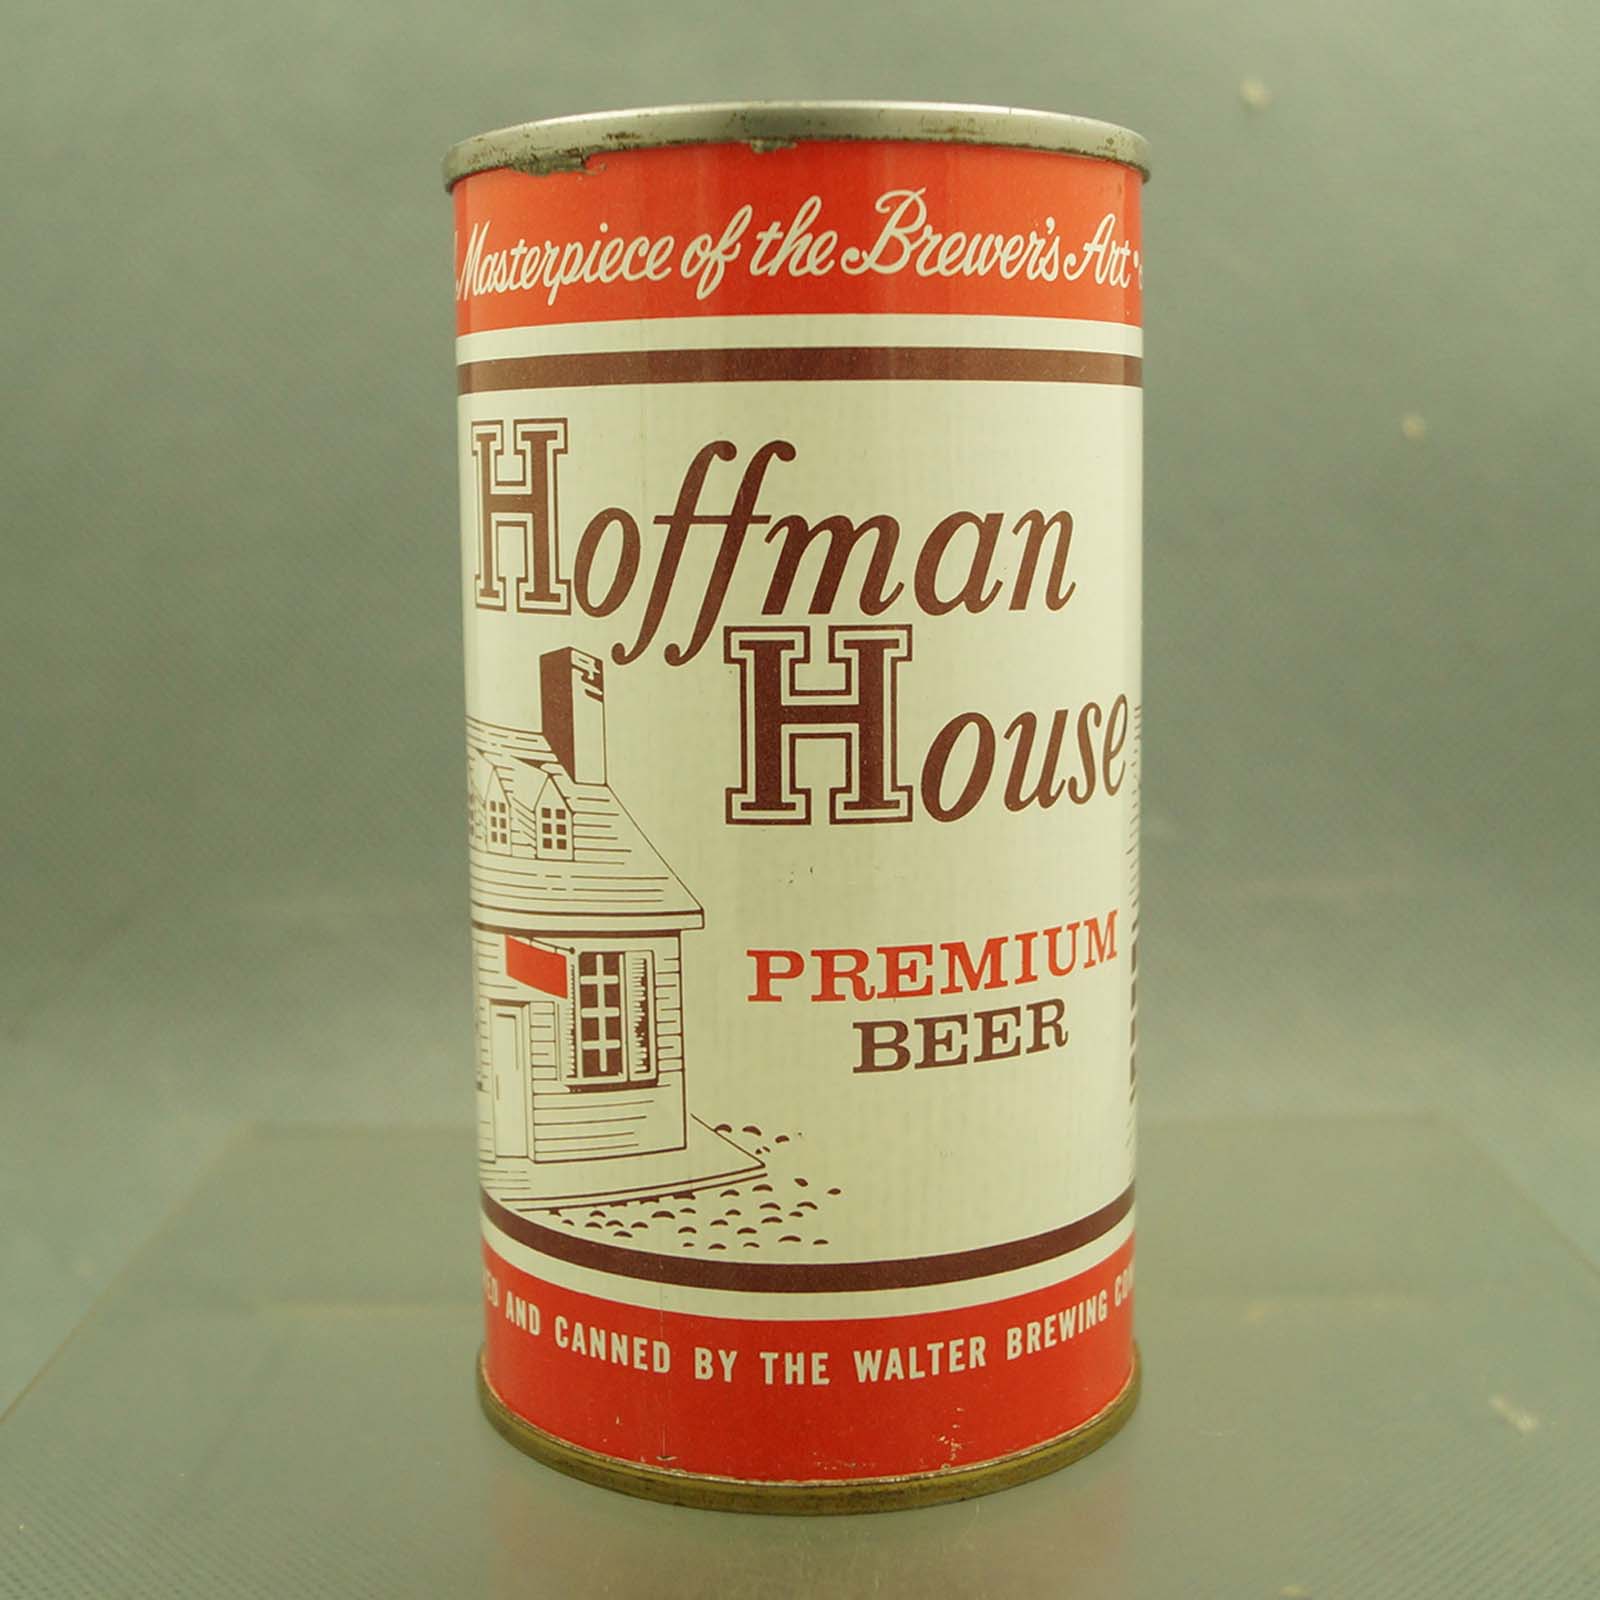 Masterpiece of the Brewer's Art •
Hoffman
House
PREMIUM
BEER
AND CANNED BY THE WALTER BREWING